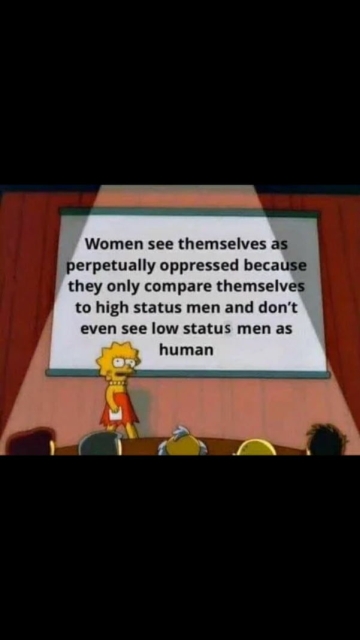 Women see themselves as
perpetually oppressed because
they only compare themselves
to high status men and don't
even see low status men as
human